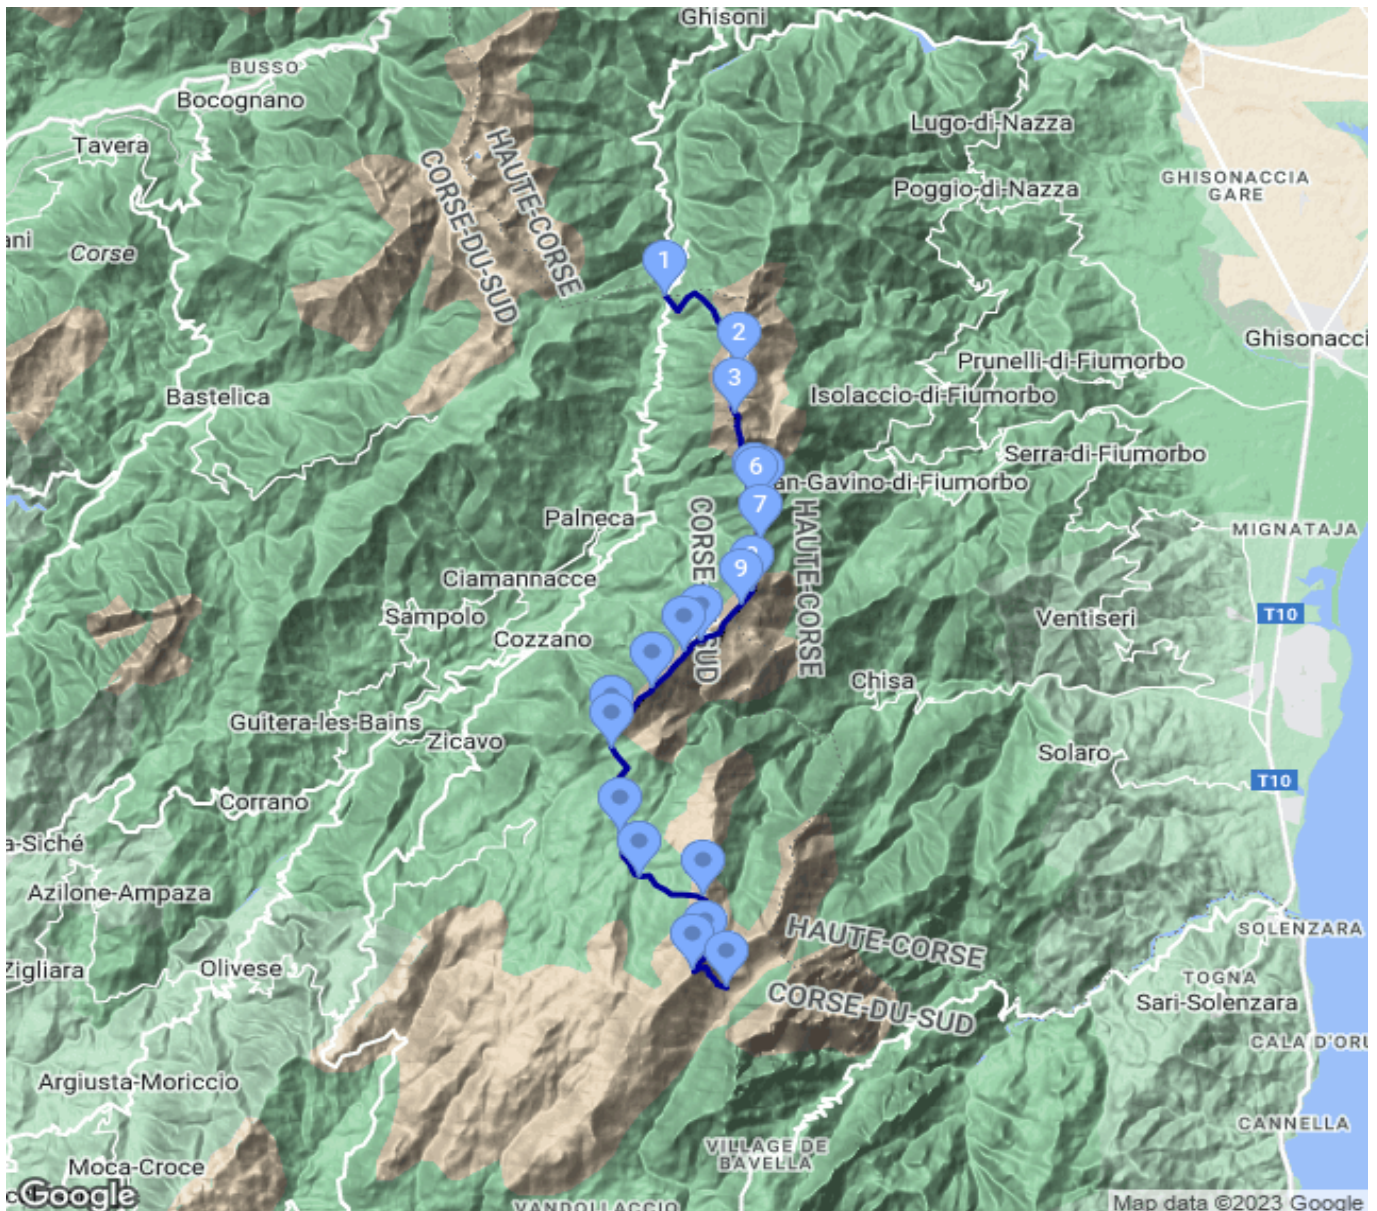 Ghisoni
BUSSO
Bocognano
Tavera
Lugo-di-Nazza
HAUTE-CORSE
CORSE-DU-SUD
Poggio-di-Nazza
GHISONACCIA
GARE
ani
Corse
1
2
Ghisonacci
Prunelli-di-Fiumorbo
3
Bastelica
Isolaccio-di-Fiumorbo
Serra-di-Fiumorbo
6
an-Gavino-di-Fiumorbo
7
Palneca
CORSE
SUD
HAUTE-CORSE
MIGNATAJA
9
Ciamannacce
Sampolo
Ventiseri
T10
Cozzano
Chisa
Guitera-les-Bains
Zicavo
Solaro
T10
Corrano
a-Siché
Azilone-Ampaza
HAUTE-CORSE
SOLENZARA
Zigliara
Olivese
TOGNA
CORSE-DU-SUD
Sari-Solenzara
CALA D'ORU
Argiusta-Moriccio
CANNELLA
VILLAGE DE
BAVELLA
Moca-Croce
Google
VANDOLLACCIO
Map data ©2023 Google